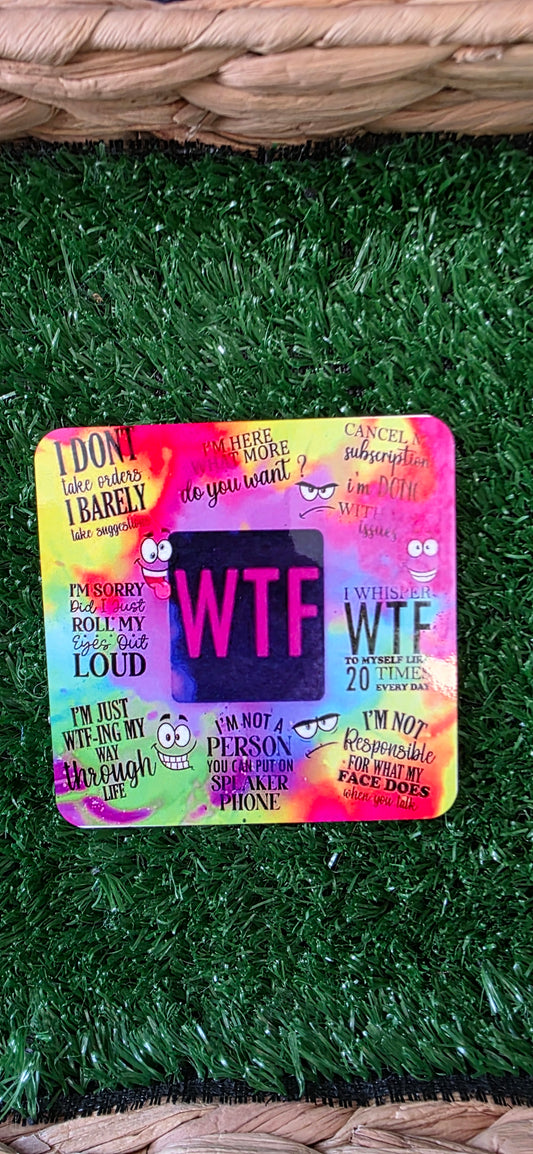 I DON'T
take orders
I BARELY
take suggestions
I'M HERE
WHAT MORE
do you want ?
CANCEL
subscription
i'm DONE
WITH
issues
I'M SORRY
Did I Just
ROLL MY
Eyes Out
LOUD
WTF
I WHISPER
WTF
TO MYSELF LIKE
20 TIMES
EVERY DAY
I'M JUST
WTF-ING MY
WAY
through
LIFE
I'M NOT A
PERSON
YOU CAN PUT ON
SPEAKER
PHONE
I'M NOT
Responsible
FOR WHAT MY
FACE DOES
when you talk